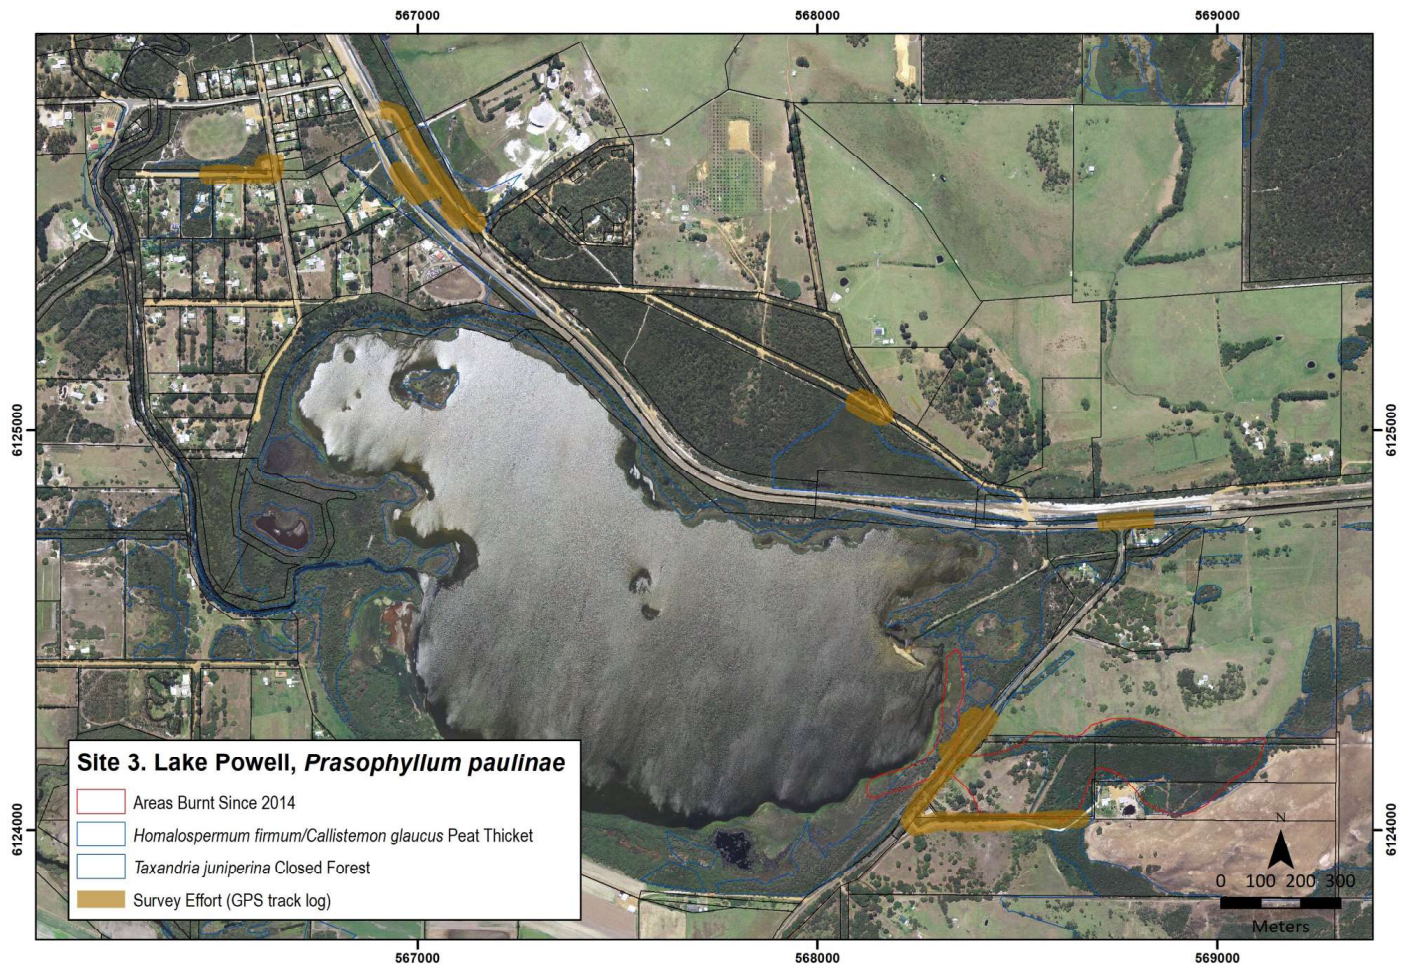 567000 568000 569000
6125000 6125000
Site 3. Lake Powell, Prasophyllum paulinae
Areas Burnt Since 2014
Homalospermum firmum/Callistemon glaucus Peat Thicket
Taxandria juniperina Closed Forest
Survey Effort (GPS track log)
6124000 6124000
N
0 100 200 300
Meters
567000 568000 569000